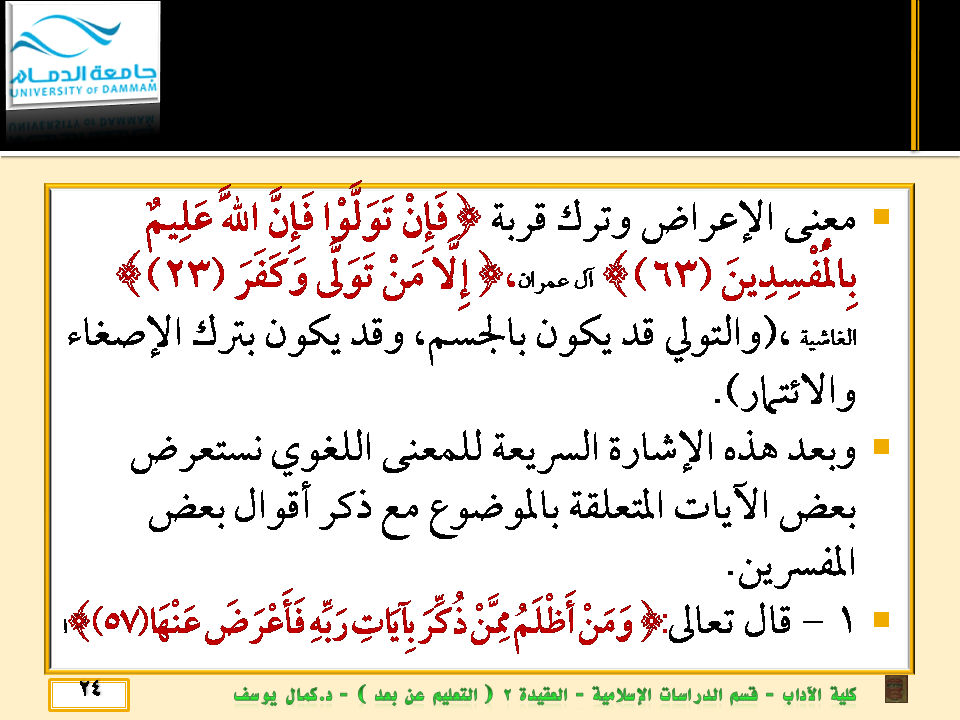 جامعة الدمام
UNIVERSITY OF DAMMAM
معنى الإعراض وترك قربة ﴿ فَإِنْ تَوَلَّوْا فَإِنَّ اللَّهَ عَلِيمٌ
بِالْمُفْسِدِينَ (٦٣)﴾ آل عمران،﴿ إِلَّا مَنْ تَوَلَّى وَكَفَرَ (٢٣)﴾
الغاشية ،(والتولي قد يكون بالجسم، وقد يكون بترك الإصغاء
والائتمار).
وبعد هذه الإشارة السريعة للمعنى اللغوي نستعرض
بعض الآيات المتعلقة بالموضوع مع ذكر أقوال بعض
المفسرين.
١ – قال تعالى:﴿ وَمَنْ أَظْلَمُ مِمَّنْ ذُكِّرَ بِآيَاتِ رَبِّهِ فَأَعْرَضَ عَنْهَا(٥٧)﴾ا
كلية الآداب - قسم الدراسات الإسلامية - العقيدة ٢ ( التعليم عن بعد ) - د.كمال يوسف
٢٤